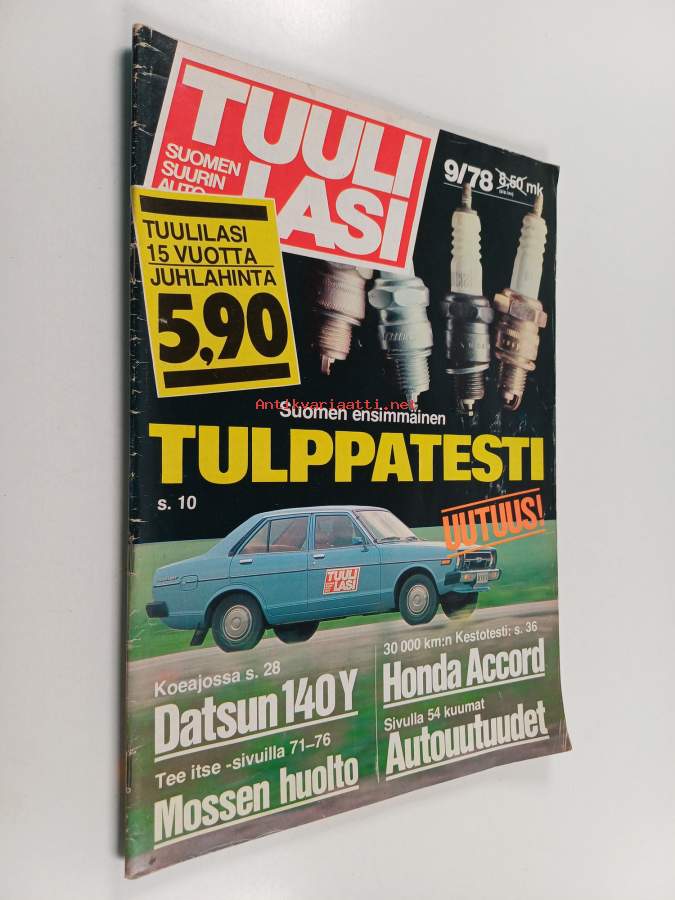 TUULI
LASI
SUOMEN
SUURIN
AUTO
9/78 8,50 mk
TUULILASI
15 VUOTTA
JUHLAHINTA
5,90
Antikvariaatti.net
Suomen ensimmäinen
TULPPATESTI
s. 10
UUTUUS!
TUULI
LASI
Koeajossa s. 28
Datsun 140Y
Tee itse -sivuilla 71–76
Mossen huolto
30 000 km:n Kestotesti: s. 36
Honda Accord
Sivulla 54 kuumat
Autouutuudet